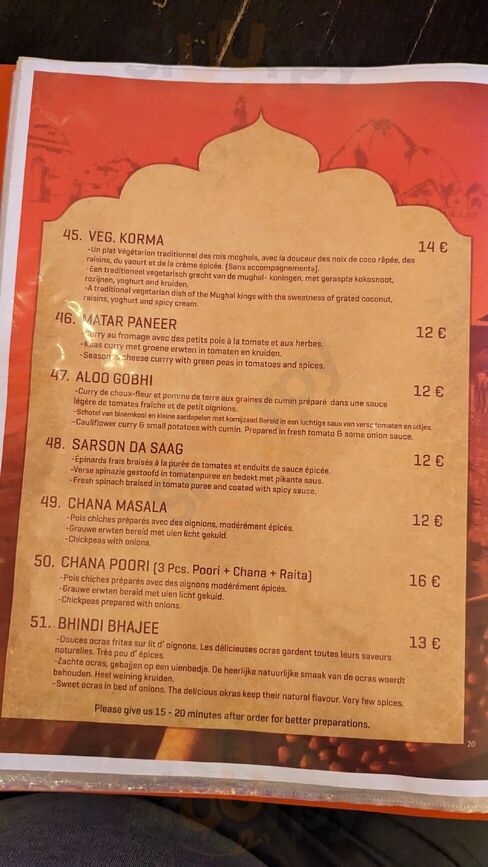 45. VEG. KORMA 14 €
-Un plat Végétarien traditionnel des rois moghols, avec la douceur des noix de coco râpée, des
raisins, du yaourt et de la crème épicée. (Sans accompagnements).
-Een traditioneel vegetarisch grecht van de mughal- koningen, met geraspte kokosnoot,
rozijnen, yoghurt and kruiden.
-A traditional vegetarian dish of the Mughal kings with the sweetness of grated coconut,
raisins, yoghurt and spicy cream.
46. MATAR PANEER 12 €
-Curry au fromage avec des petits pois à la tomate et aux herbes.
-Kaas curry met groene erwten in tomaten en kruiden.
cheese currry with green peas in tomatoes and spices.
47. ALOO GOBHI 12 €
-Curry de choux-fleur et pomme de terre aux graines de cumin préparé dans une sauce
légère de tomates fraîche et de petit oignions.
-Schotel van bloemkool en kleine aardapelen met komijzaad.Bereid in een luchtige saus van verse tomaten en uitjes.
-Cauliflower curry & small potatoes with cumin. Prepared in fresh tomato & some onion sauce.
48. SARSON DA SAAG 12 €
-Epinards frais braisés à la purée de tomates et enduits de sauce épicée.
-Verse spinazie gestoofd in tomatenpuree en bedekt met pikante saus.
-Fresh spinach braised in tomato puree and coated with spicy sauce.
49. CHANA MASALA 12 €
-Pois chiches préparés avec des oignions, modérément épicés.
-Grauwe erwten bereid met uien licht gekuid.
-Chickpeas with onions.
50. CHANA POORI (3 Pcs. Poori + Chana + Raita) 16 €
-Pois chiches préparés avec des oignons modérément épicés.
-Grauwe erwten beraid met uien licht gekuid.
-Chickpeas prepared with onions.
51. BHINDI BHAJEE 13 €
-Douces ocras frites sur lit d' oignons. Les délicieuses ocras gardent toutes leurs saveurs
naturelles. Très peu d' épices.
-Zachte ocras, gebajjen op een uienbedje. De heerlijke natuurlijke smaak van de ocras woerdt
behouden. Heel weining kruiden.
-Sweet ocras in bed of onions. The delicious okras keep their natural flavour. Very few spices.
Please give us 15 - 20 minutes after order for better preparations.
20